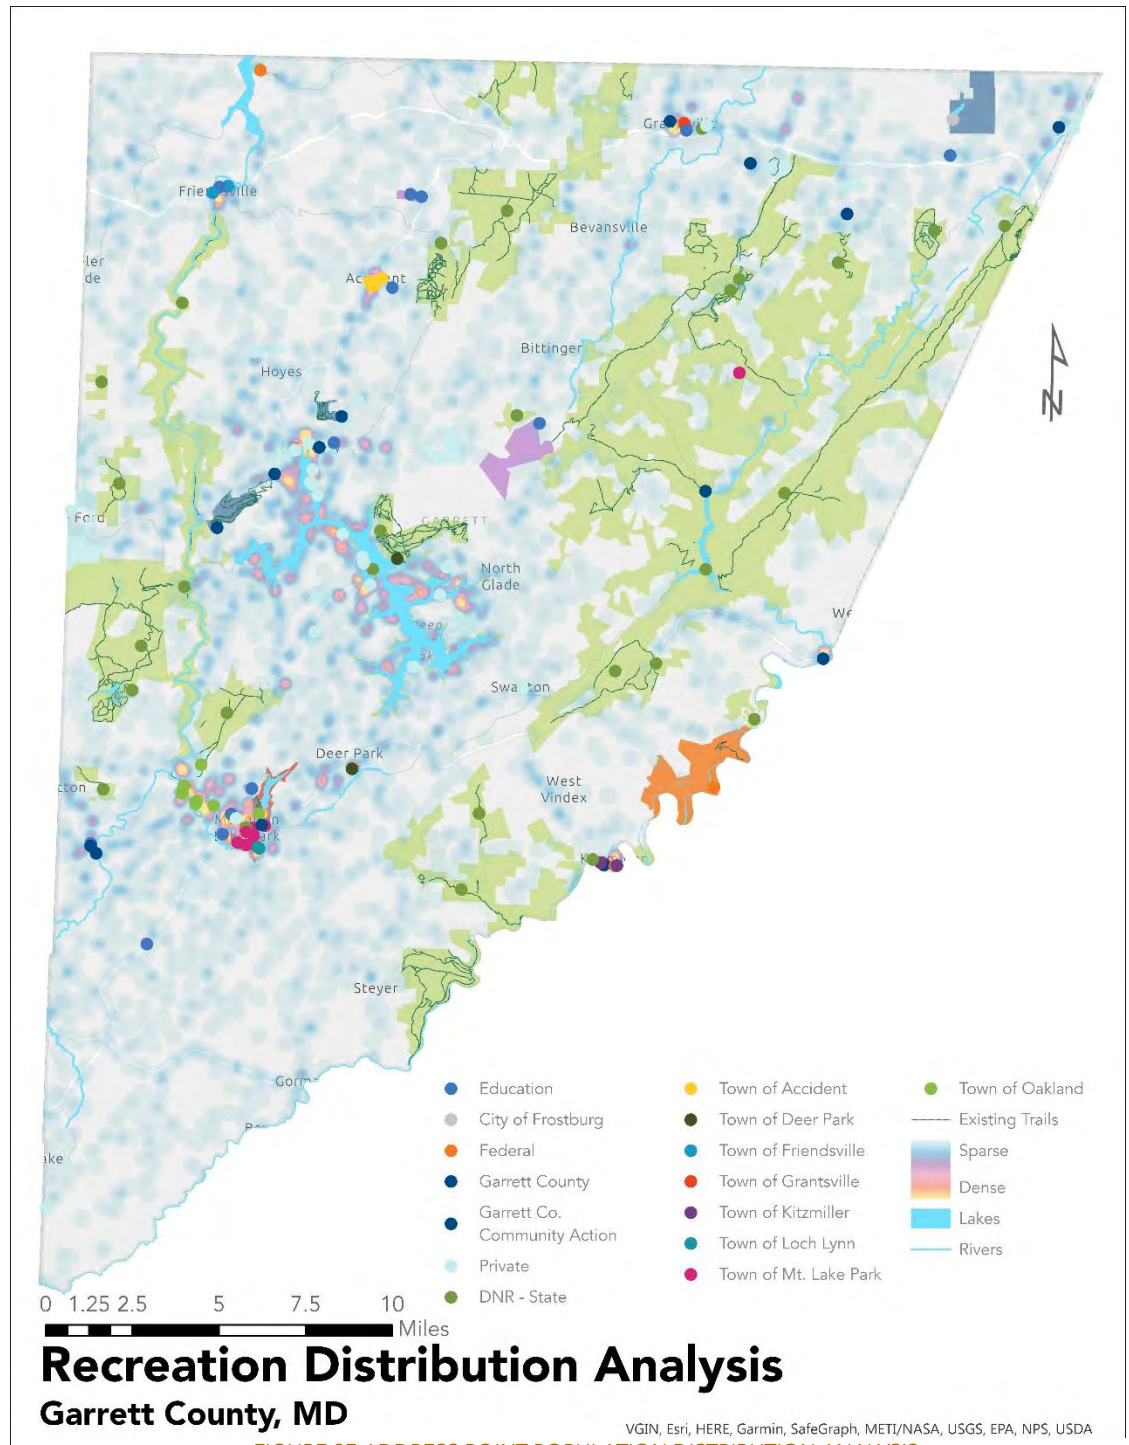 Bevansville
Bittinger
Hoyes
Ford
GARRETT
North
Glade
Deer Park
West
Vindex
Steyer
N
Education
City of Frostburg
Federal
Garrett County
Garrett Co.
Community Action
Private
DNR - State
Town of Accident
Town of Deer Park
Town of Friendsville
Town of Grantsville
Town of Kitzmiller
Town of Loch Lynn
Town of Mt. Lake Park
Town of Oakland
Existing Trails
Sparse
Dense
Lakes
Rivers
0 1.25 2.5 5 7.5 10
Miles
Recreation Distribution Analysis
Garrett County, MD
VGIN, Esri, HERE, Garmin, SafeGraph, METI/NASA, USGS, EPA, NPS, USDA